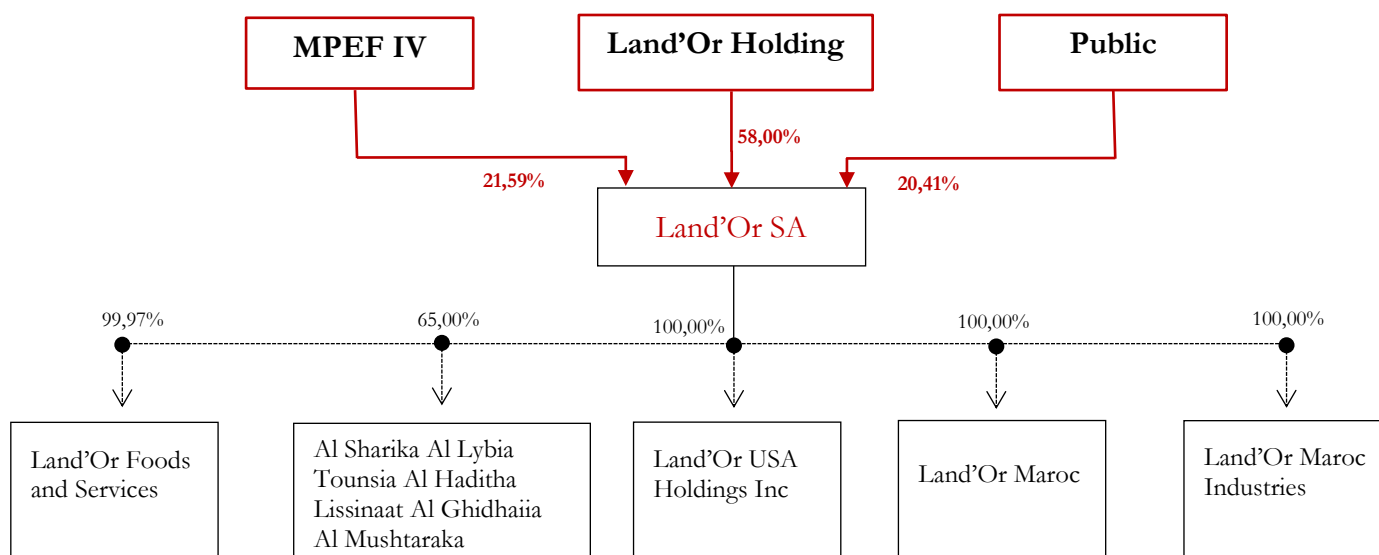 MPEF IV
Land’Or Holding
Public
58,00%
21,59%
20,41%
Land’Or SA
99,97%
65,00%
100,00%
100,00%
100,00%
Land’Or Foods
and Services
Al Sharika Al Lybia
Tounsia Al Haditha
Lissinaat Al Ghidhaiia
Al Mushtaraka
Land’Or USA
Holdings Inc
Land’Or Maroc
Land’Or Maroc
Industries